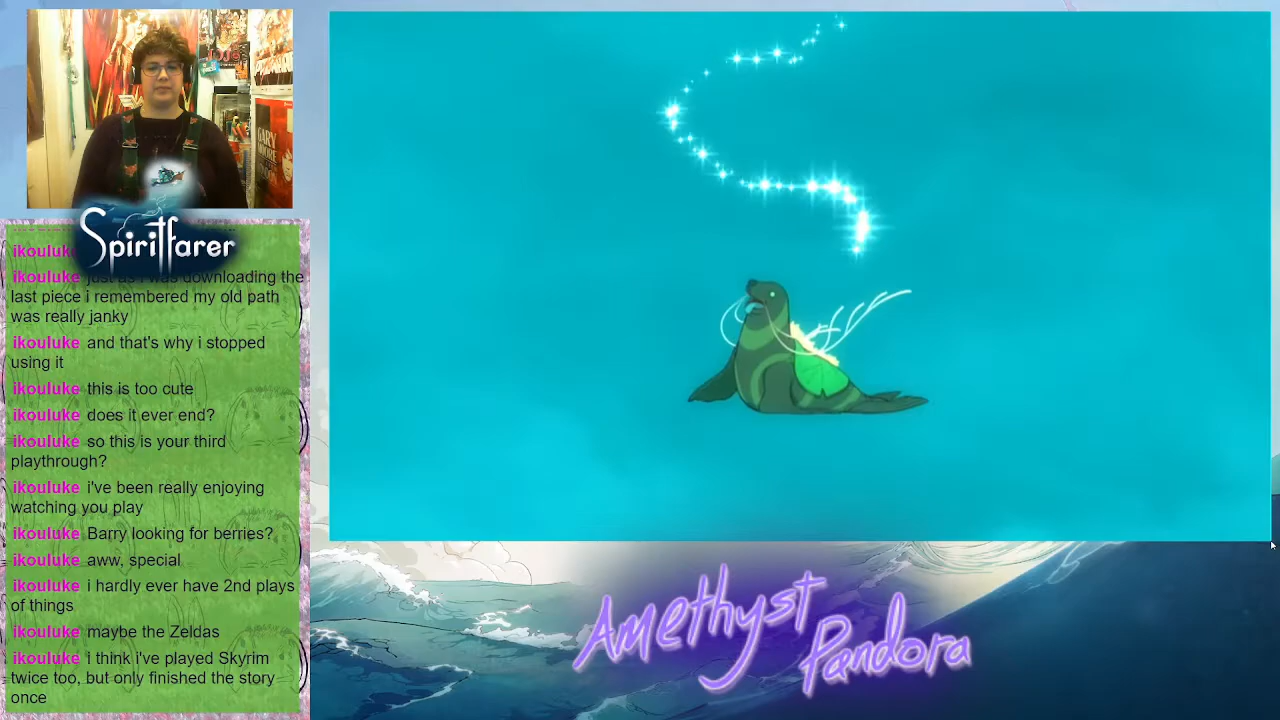 JOJO
GARY
MOORE
Spiritfarer
ikouluke
ikouluke just as i was downloading the
last piece i remembered my old path
was really janky
ikouluke and that's why i stopped
using it
ikouluke this is too cute
ikouluke does it ever end?
ikouluke so this is your third
playthrough?
ikouluke i've been really enjoying
watching you play
ikouluke Barry looking for berries?
ikouluke aww, special
ikouluke i hardly ever have 2nd plays
of things
ikouluke maybe the Zeldas
ikouluke i think i've played Skyrim
twice too, but only finished the story
once
Amethyst
Pandora